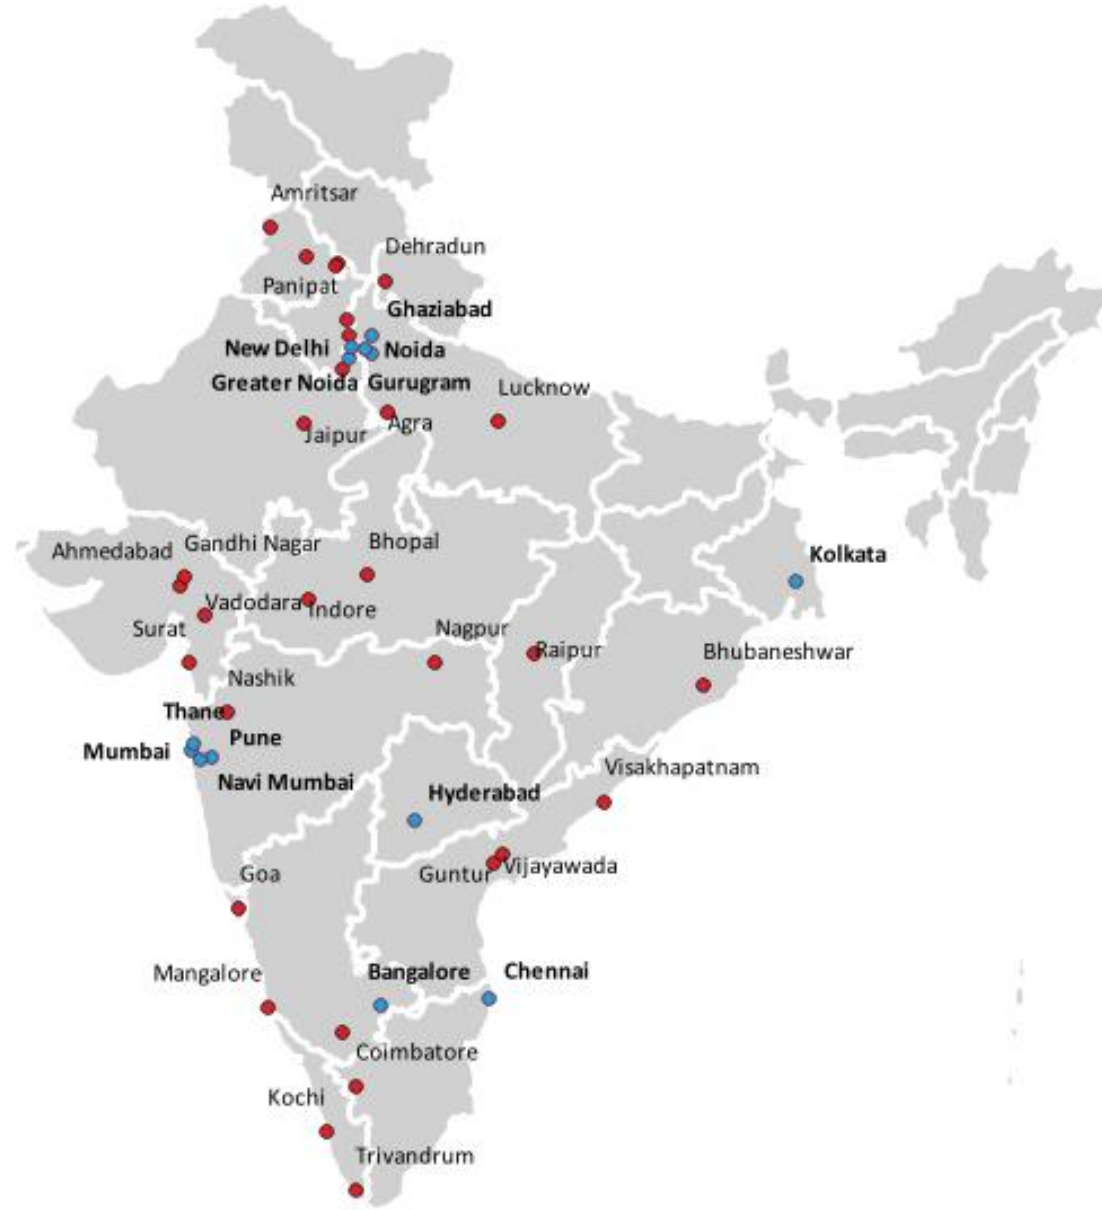 Amritsar
Dehradun
Panipat
Ghaziabad
New Delhi
Noida
Greater Noida
Gurugram
Lucknow
Jaipur
Agra
Ahmedabad
Gandhi Nagar
Bhopal
Kolkata
Vadodara
Indore
Surat
Nagpur
Raipur
Bhubaneshwar
Nashik
Thane
Pune
Mumbai
Navi Mumbai
Visakhapatnam
Hyderabad
Guntur
Vijayawada
Goa
Mangalore
Bangalore
Chennai
Coimbatore
Kochi
Trivandrum